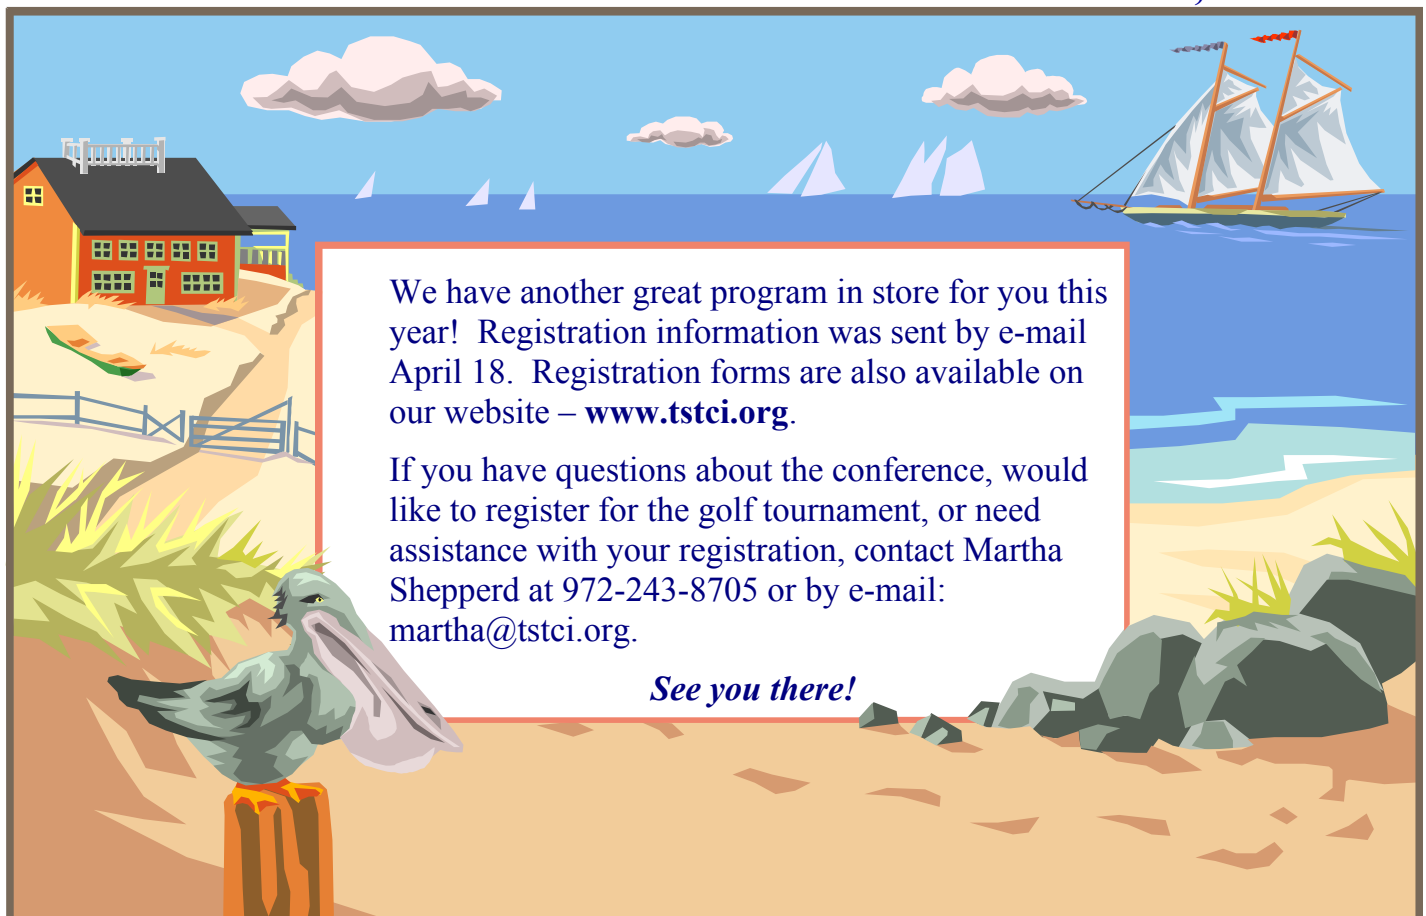 We have another great program in store for you this
year!  Registration information was sent by e-mail
April 18.  Registration forms are also available on
our website – www.tstci.org.
If you have questions about the conference, would
like to register for the golf tournament, or need
assistance with your registration, contact Martha
Shepperd at 972-243-8705 or by e-mail:
martha@tstci.org.
See you there!